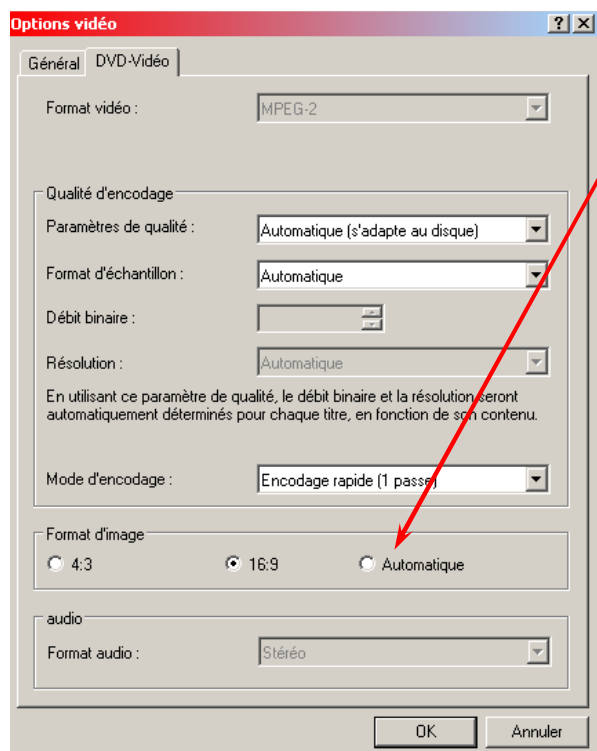 Options vidéo
Général DVD-Vidéo
Format vidéo : MPEG-2
Qualité d'encodage
Paramètres de qualité : Automatique (s'adapte au disque)
Format d'échantillon : Automatique
Débit binaire :
Résolution : Automatique
En utilisant ce paramètre de qualité, le débit binaire et la résolution seront
automatiquement déterminés pour chaque titre, en fonction de son contenu.
Mode d'encodage : Encodage rapide (1 passe)
Format d'image
4:3 16:9 Automatique
audio
Format audio : Stéréo
OK Annuler